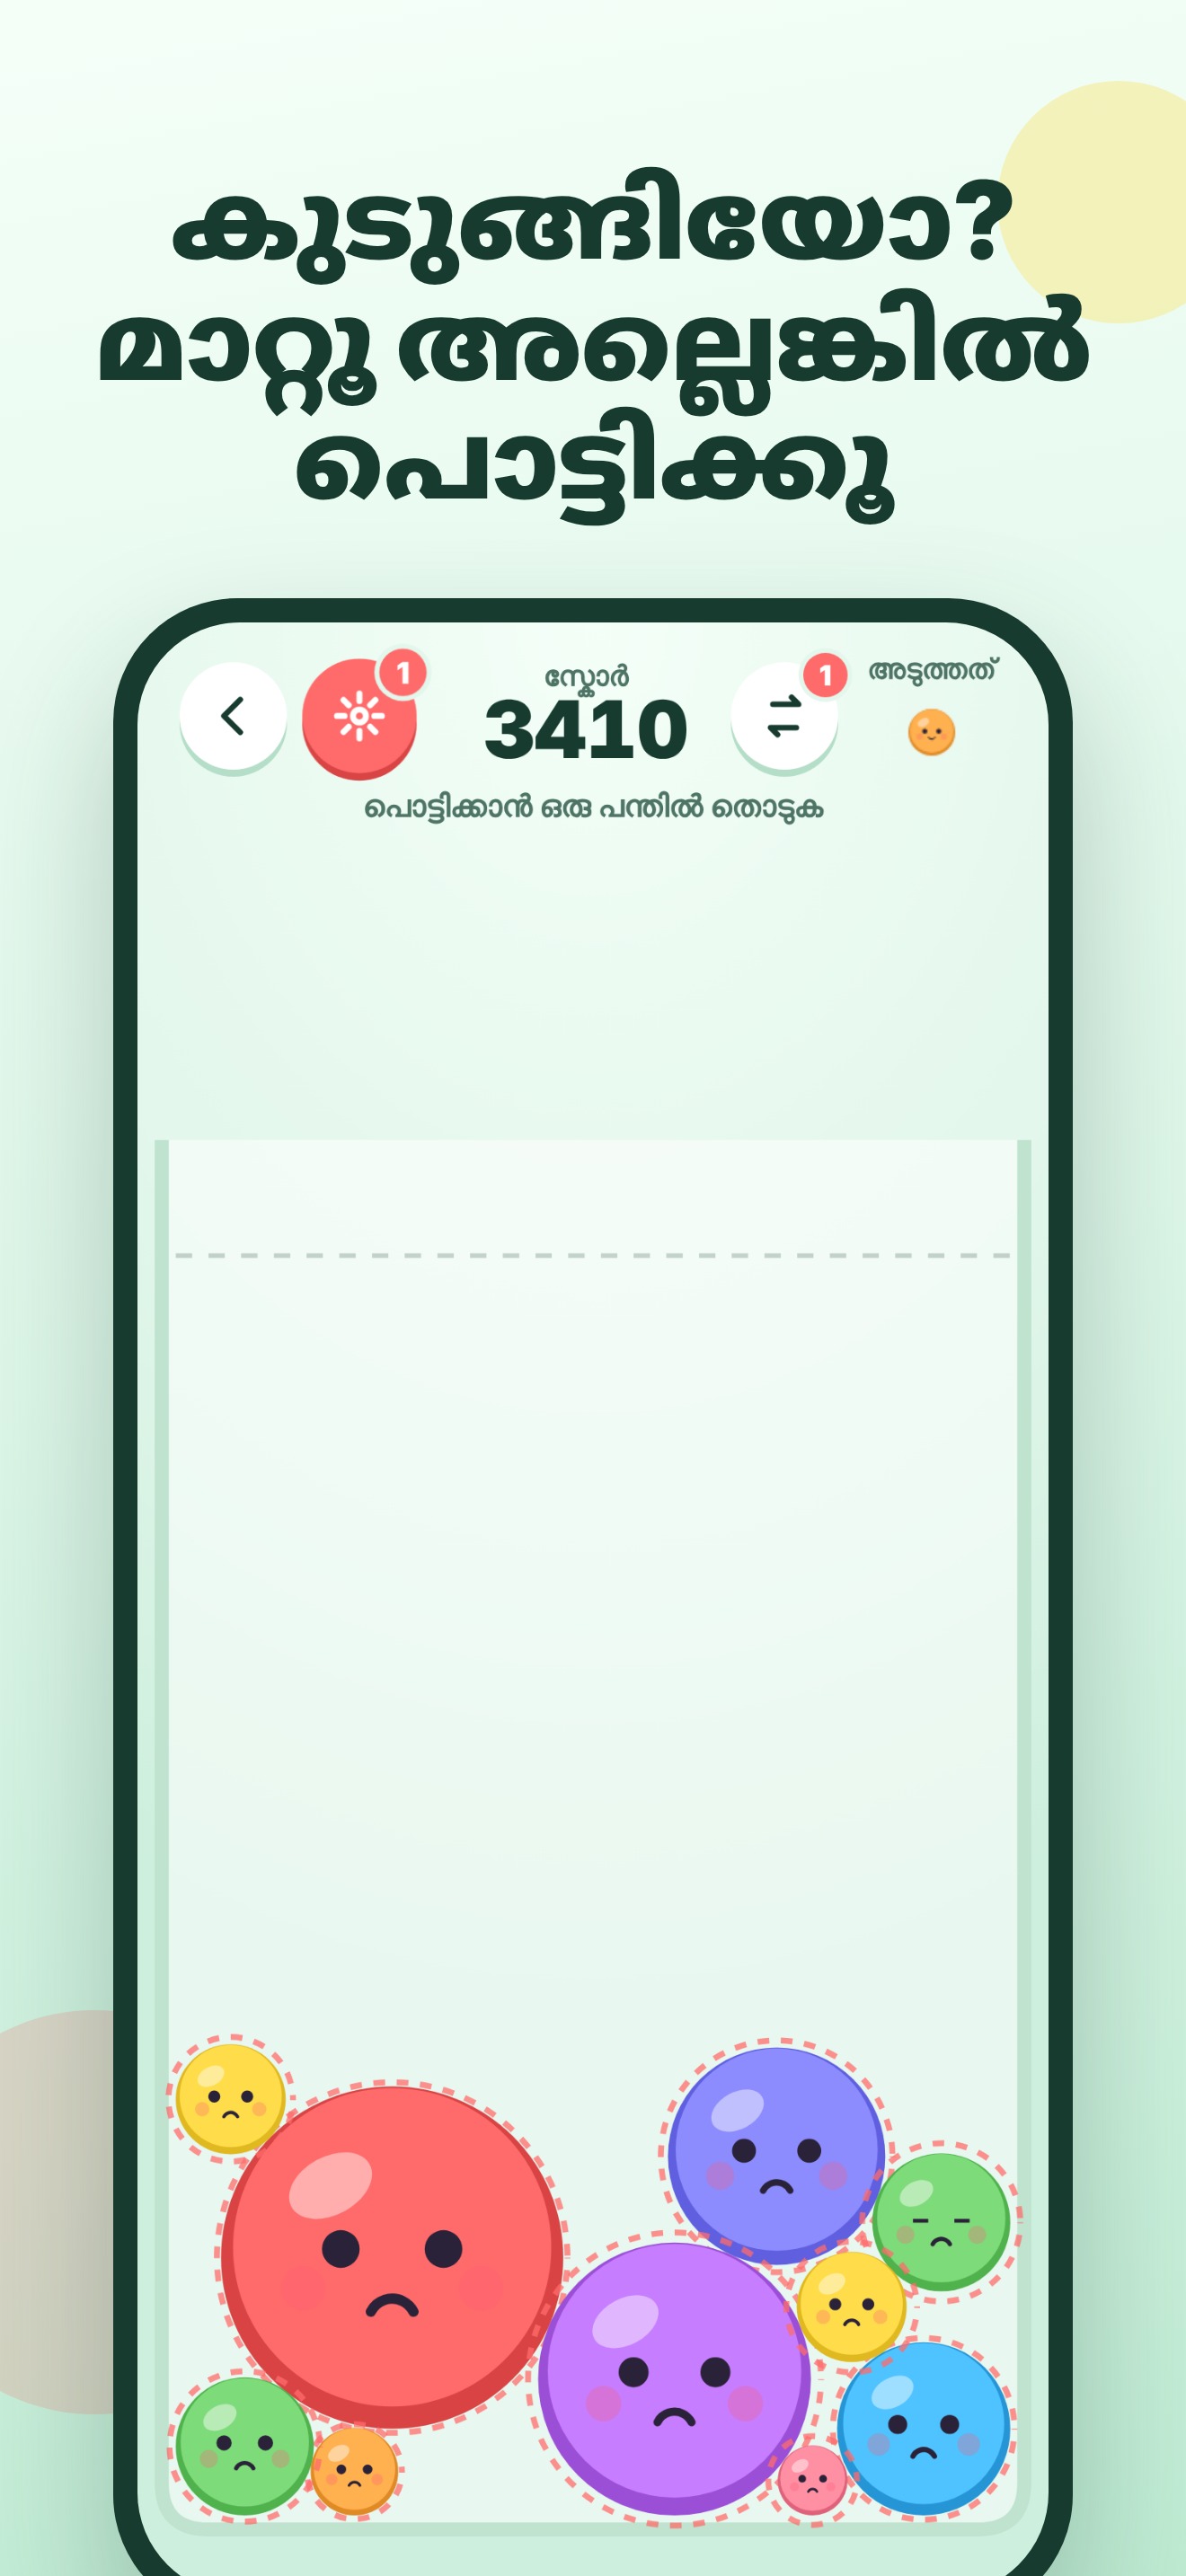 കുടുങ്ങിയോ?
മാറ്റൂ അല്ലെങ്കിൽ
പൊട്ടിക്കൂ
1
സ്കോർ
3410
1
അടുത്തത്
പൊട്ടിക്കാൻ ഒരു പന്തിൽ തൊടുക